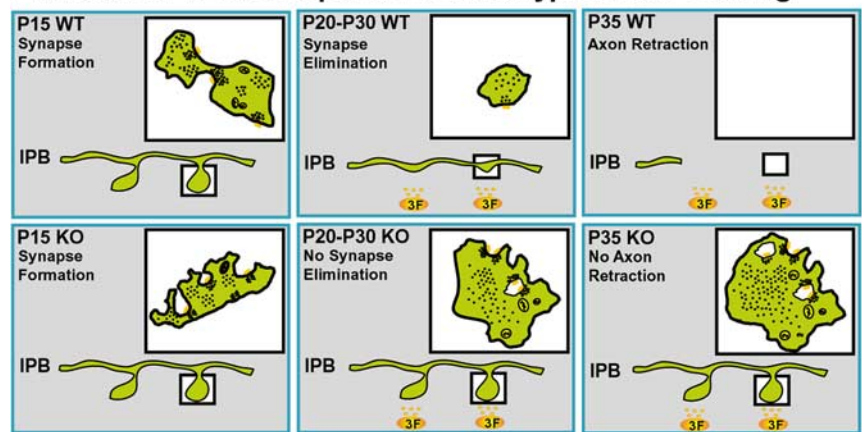 P15 WT
Synapse
Formation
IPB
P20-P30 WT
Synapse
Elimination
IPB
3F
3F
P35 WT
Axon Retraction
IPB
3F
3F
P15 KO
Synapse
Formation
IPB
P20-P30 KO
No Synapse
Elimination
IPB
3F
3F
P35 KO
No Axon
Retraction
IPB
3F
3F